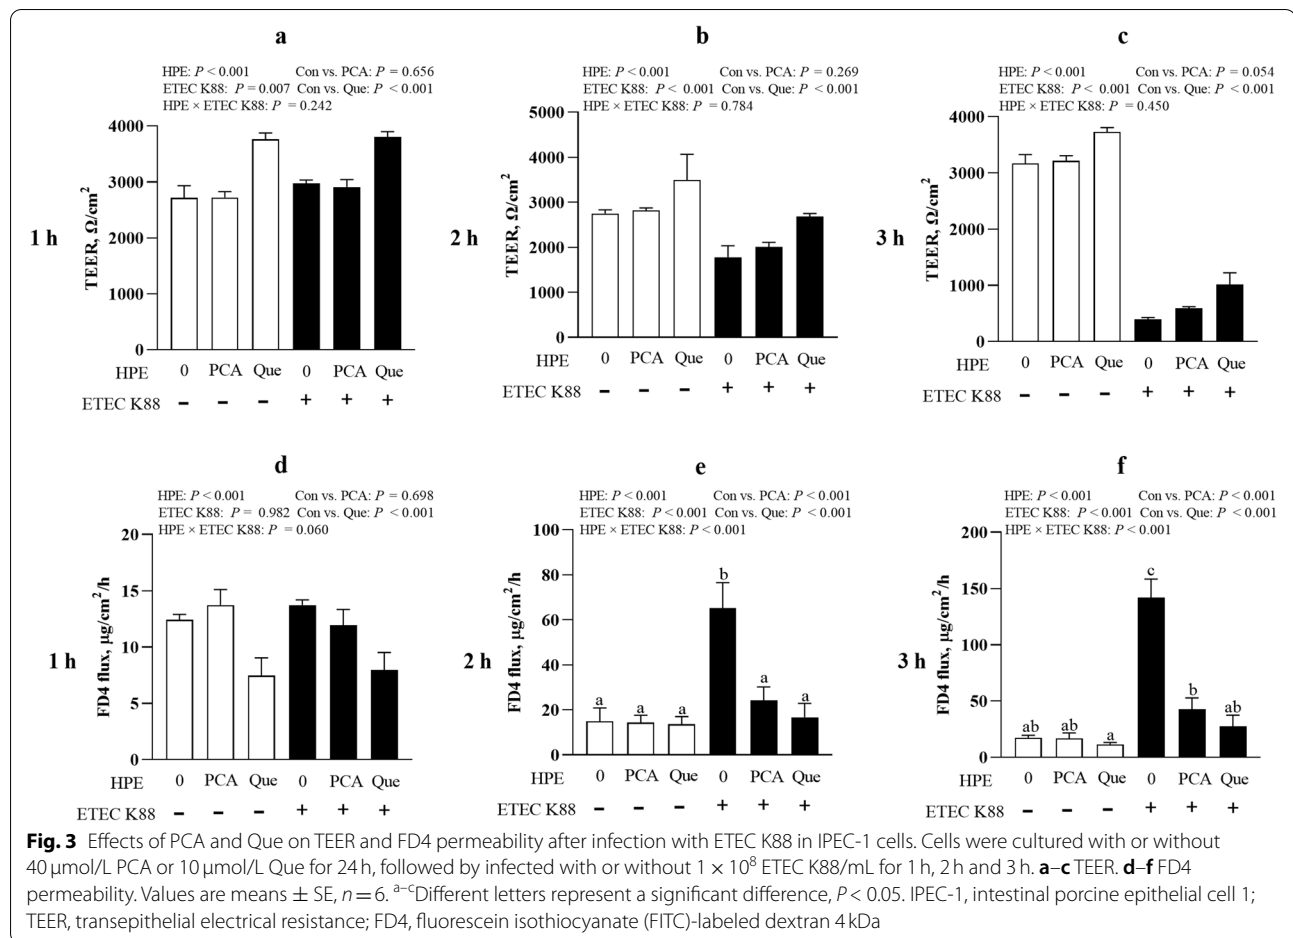 a
HPE: P < 0.001 Con vs. PCA: P = 0.656
ETEC K88: P = 0.007 Con vs. Que: P < 0.001
HPE × ETEC K88: P = 0.242
4000
3000
2000
1000
0
TEER, Ω/cm2
1 h
HPE 0 PCA Que 0 PCA Que
ETEC K88 – – – + + +
b
HPE: P < 0.001 Con vs. PCA: P = 0.269
ETEC K88: P < 0.001 Con vs. Que: P < 0.001
HPE × ETEC K88: P = 0.784
5000
4000
3000
2000
1000
0
TEER, Ω/cm2
2 h
HPE 0 PCA Que 0 PCA Que
ETEC K88 – – – + + +
c
HPE: P < 0.001 Con vs. PCA: P = 0.054
ETEC K88: P < 0.001 Con vs. Que: P < 0.001
HPE × ETEC K88: P = 0.450
4000
3000
2000
1000
0
TEER, Ω/cm2
3 h
HPE 0 PCA Que 0 PCA Que
ETEC K88 – – – + + +
d
HPE: P < 0.001 Con vs. PCA: P = 0.698
ETEC K88: P = 0.982 Con vs. Que: P < 0.001
HPE × ETEC K88: P = 0.060
20
15
10
5
0
FD4 flux, μg/cm2/h
1 h
HPE 0 PCA Que 0 PCA Que
ETEC K88 – – – + + +
e
HPE: P < 0.001 Con vs. PCA: P < 0.001
ETEC K88: P < 0.001 Con vs. Que: P < 0.001
HPE × ETEC K88: P < 0.001
100
80
60
40
20
0
FD4 flux, μg/cm2/h
2 h
a a a b a a
HPE 0 PCA Que 0 PCA Que
ETEC K88 – – – + + +
f
HPE: P < 0.001 Con vs. PCA: P < 0.001
ETEC K88: P < 0.001 Con vs. Que: P < 0.001
HPE × ETEC K88: P < 0.001
200
150
100
50
0
FD4 flux, μg/cm2/h
3 h
ab ab a c b ab
HPE 0 PCA Que 0 PCA Que
ETEC K88 – – – + + +
Fig. 3 Effects of PCA and Que on TEER and FD4 permeability after infection with ETEC K88 in IPEC-1 cells. Cells were cultured with or without
40 μmol/L PCA or 10 μmol/L Que for 24 h, followed by infected with or without 1 × 10^8 ETEC K88/mL for 1 h, 2 h and 3 h. a–c TEER. d–f FD4
permeability. Values are means ± SE, n = 6. a–cDifferent letters represent a significant difference, P < 0.05. IPEC-1, intestinal porcine epithelial cell 1;
TEER, transepithelial electrical resistance; FD4, fluorescein isothiocyanate (FITC)-labeled dextran 4 kDa